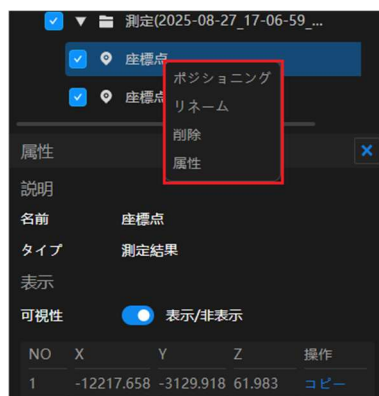 測定(2025-08-27_17-06-59_...
座標点
ポジショニング
座標点
リネーム
削除
属性
属性
説明
名前 座標点
タイプ 測定結果
表示
可視性 表示/非表示
NO X Y Z 操作
1 -12217.658 -3129.918 61.983 コピー